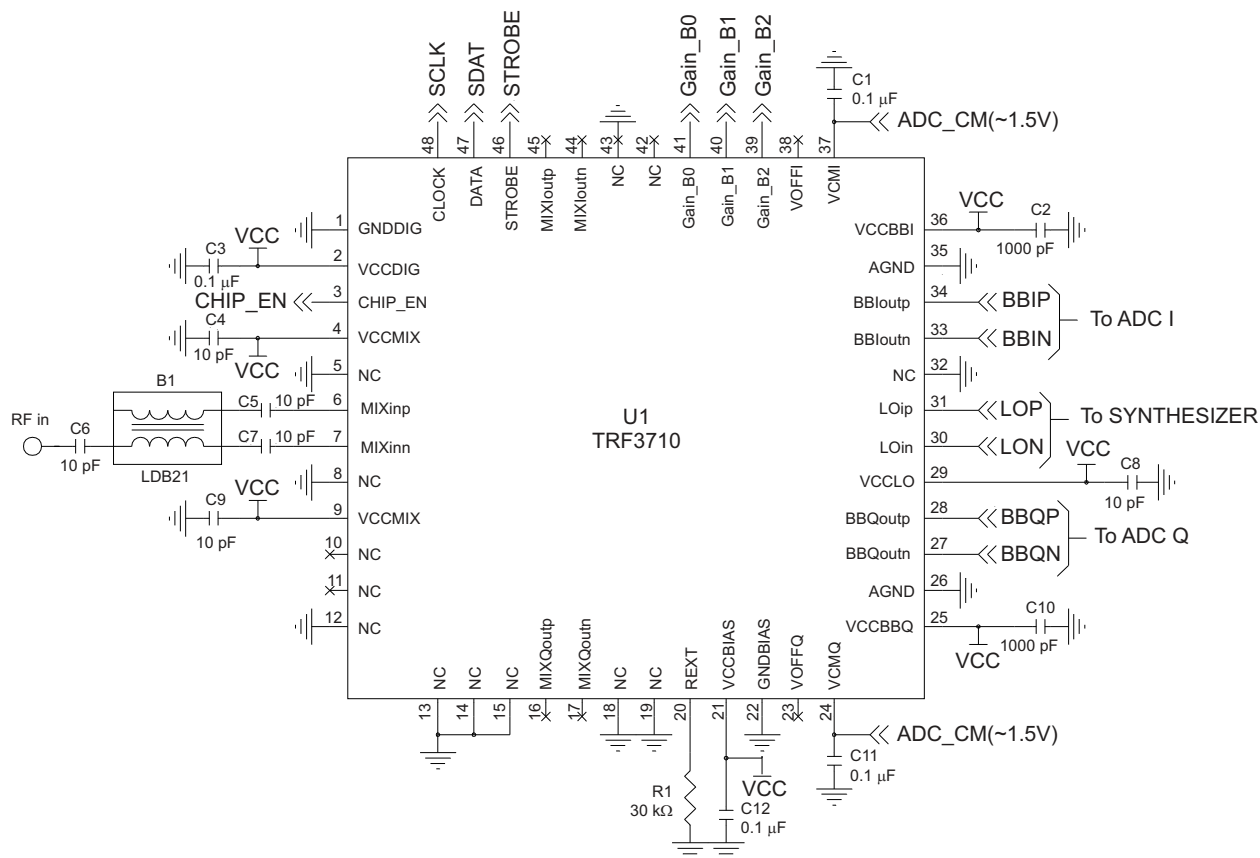 SCLK
SDAT
STROBE
Gain_B0
Gain_B1
Gain_B2
C1
0.1 μF
ADC_CM(~1.5V)
48
47
46
45
44
43
42
41
40
39
38
37
CLOCK
DATA
STROBE
MIXIoutp
MIXIoutn
NC
NC
Gain_B0
Gain_B1
Gain_B2
VOFFI
VCMI
1
GNDDIG
C3
VCC
0.1 μF
2
VCCDIG
CHIP_EN
3
CHIP_EN
C4
10 pF
VCC
4
VCCMIX
5
NC
B1
RF in
C6
10 pF
LDB21
C5
10 pF
6
MIXinp
C7
10 pF
7
MIXinn
8
NC
C9
VCC
10 pF
9
VCCMIX
10
NC
11
NC
12
NC
U1
TRF3710
VCCBBI
36
VCC
C2
1000 pF
AGND
35
BBIoutp
34
BBIP
BBIoutn
33
BBIN
To ADC I
NC
32
LOip
31
LOP
LOin
30
LON
To SYNTHESIZER
VCCLO
29
VCC
C8
10 pF
BBQoutp
28
BBQP
BBQoutn
27
BBQN
To ADC Q
AGND
26
VCCBBQ
25
VCC
C10
1000 pF
NC
NC
NC
MIXQoutp
MIXQoutn
NC
NC
REXT
VCCBIAS
GNDBIAS
VOFFQ
VCMQ
13
14
15
16
17
18
19
20
21
22
23
24
ADC_CM(~1.5V)
C11
0.1 μF
R1
30 kΩ
VCC
C12
0.1 μF